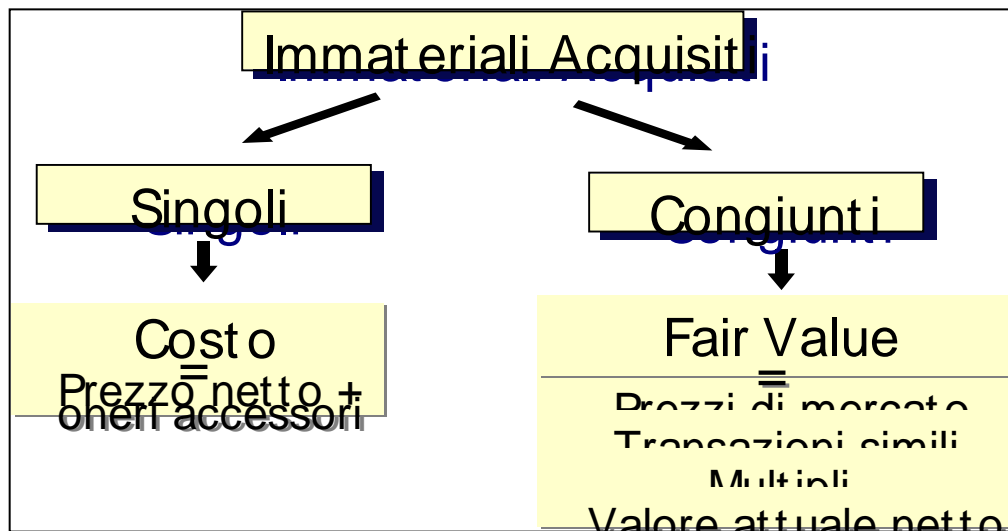 Immateriali Acquisiti
Singoli
Congiunti
Costo
=
Prezzo netto +
oneri accessori
Fair Value
=
Prezzi di mercato
Transazioni simili
Multipli
Valore attuale netto